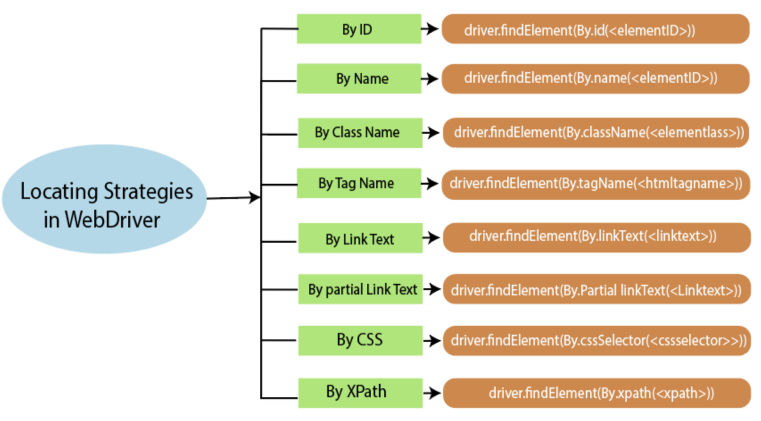 Locating Strategies
in WebDriver
By ID
driver.findElement(By.id(<elementID>))
By Name
driver.findElement(By.name(<elementID>))
By Class Name
driver.findElement(By.className(<elementlass>))
By Tag Name
driver.findElement(By.tagName(<htmltagname>))
By Link Text
driver.findElement(By.linkText(<linktext>))
By partial Link Text
driver.findElement(By.Partial linkText(<Linktext>))
By CSS
driver.findElement(By.cssSelector(<cssselector>>))
By XPath
driver.findElement(By.xpath(<xpath>))